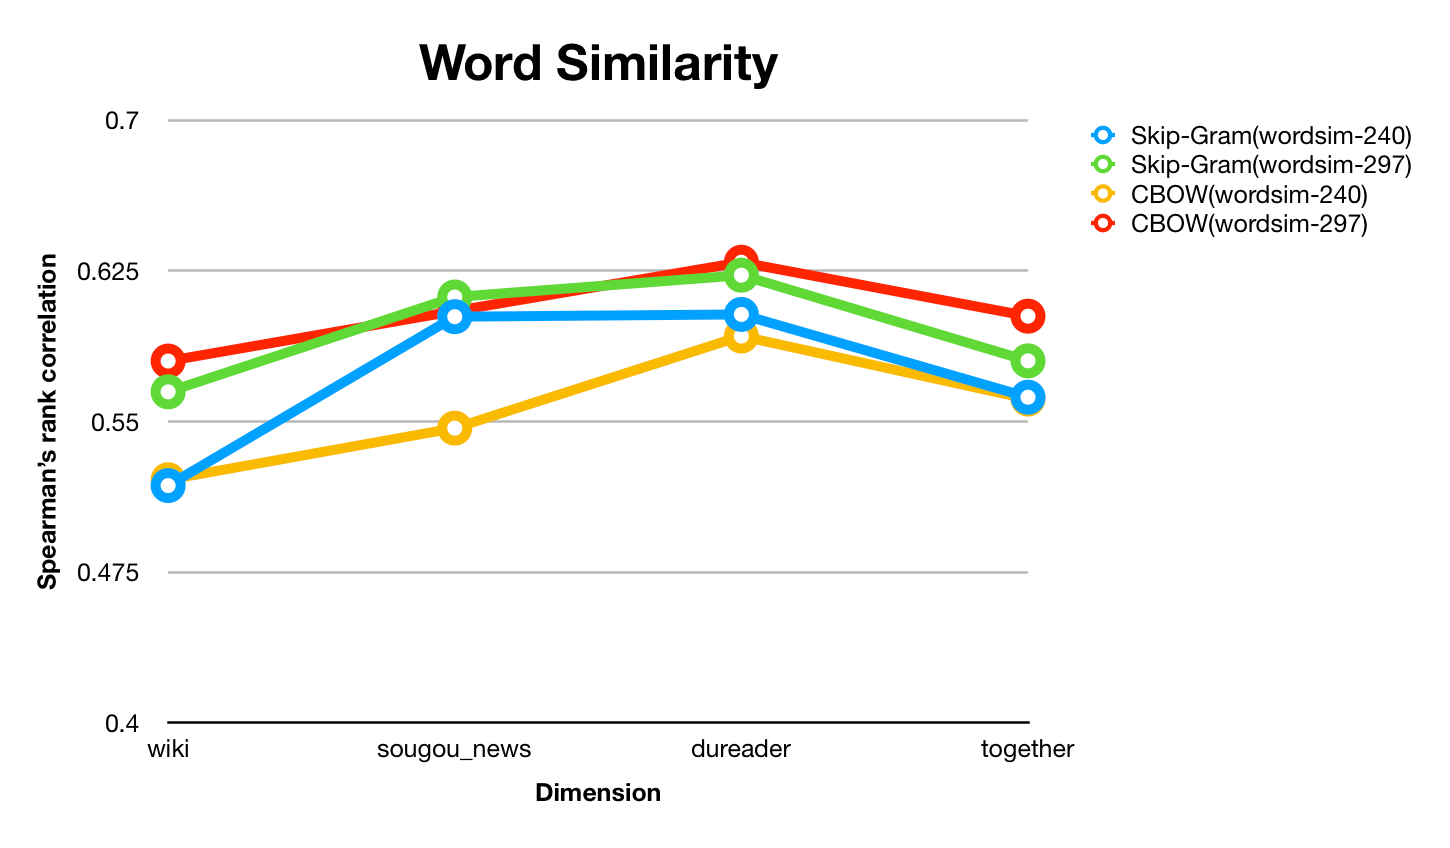 Word Similarity
0.7
0.625
0.55
0.475
0.4
Spearman’s rank correlation
wiki
sougou_news
dureader
together
Dimension
Skip-Gram(wordsim-240)
Skip-Gram(wordsim-297)
CBOW(wordsim-240)
CBOW(wordsim-297)